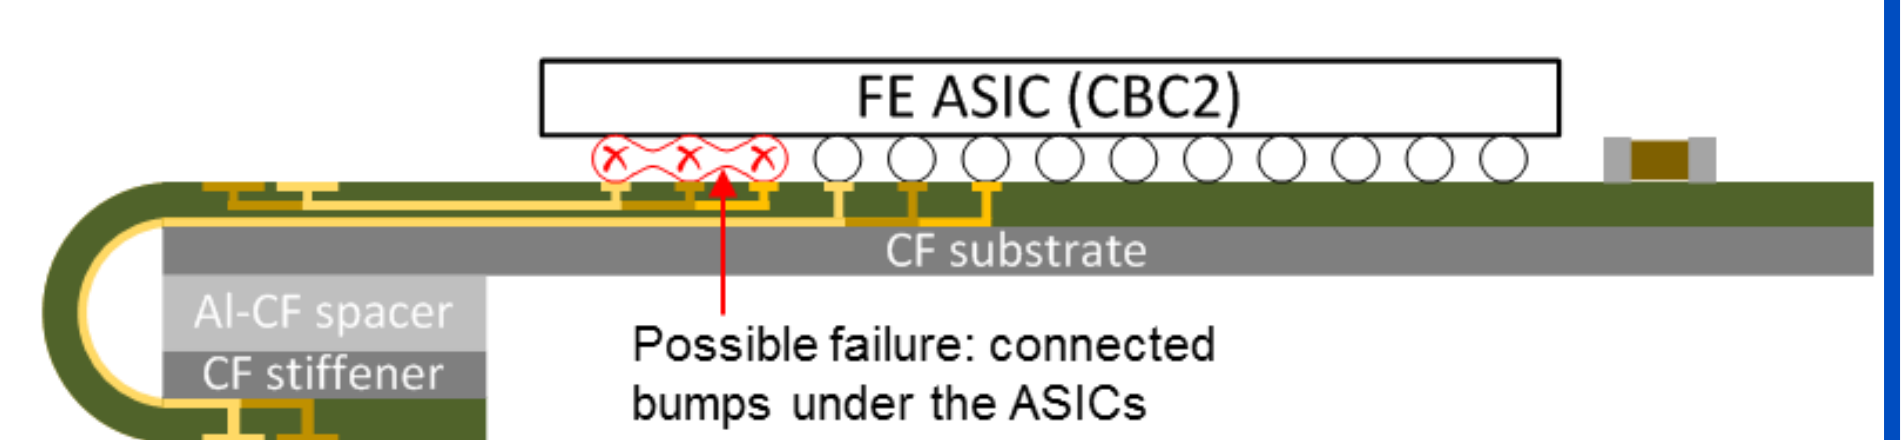 FE ASIC (CBC2)
CF substrate
Al-CF spacer
CF stiffener
Possible failure: connected
bumps under the ASICs